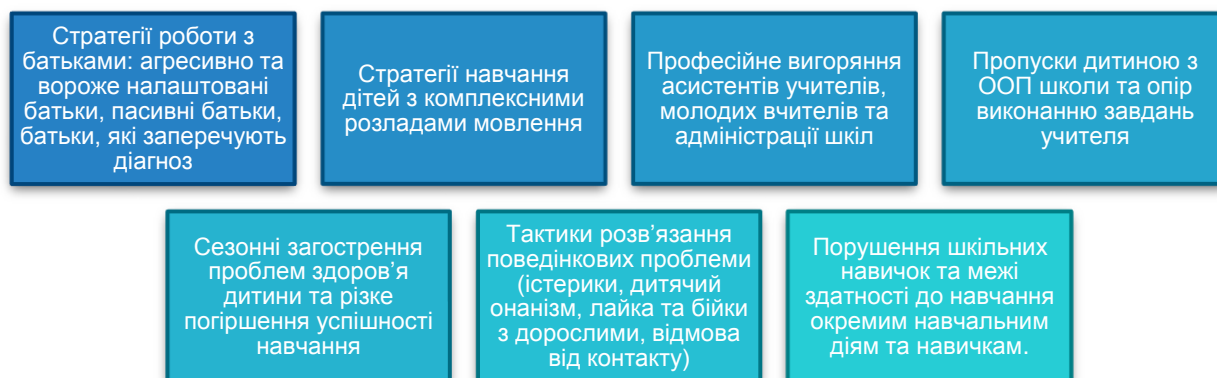 Стратегії роботи з
батьками: агресивно та
вороже налаштовані
батьки, пасивні батьки,
батьки, які заперечують
діагноз
Стратегії навчання
дітей з комплексними
розладами мовлення
Професійне вигоряння
асистентів учителів,
молодих вчителів та
адміністрації шкіл
Пропуски дитиною з
ООП школи та опір
виконанню завдань
учителя
Сезонні загострення
проблем здоров’я
дитини та різке
погіршення успішності
навчання
Тактики розв’язання
поведінкових проблеми
(істерики, дитячий
онанізм, лайка та бійки
з дорослими, відмова
від контакту)
Порушення шкільних
навичок та межі
здатності до навчання
окремим навчальним
діям та навичкам.